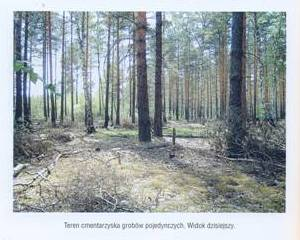 Teren cmentarzyska grobów pojedynczych. Widok dzisiejszy.